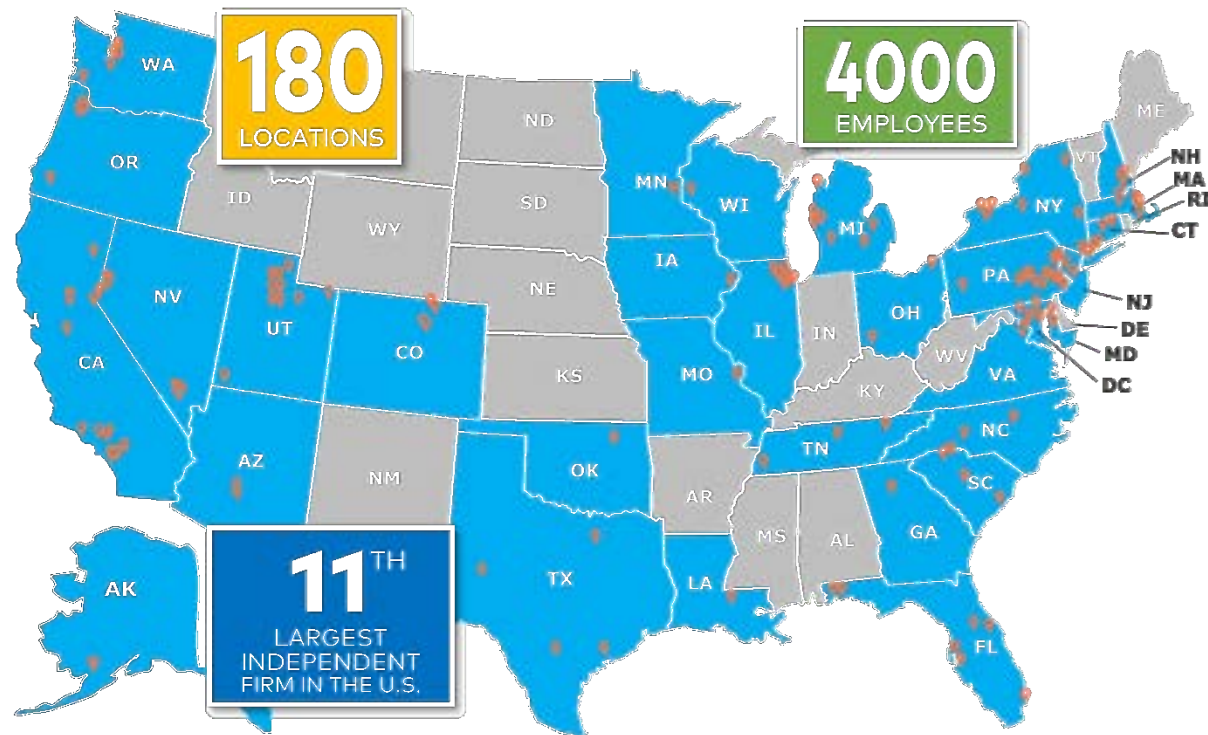 180
LOCATIONS
4000
EMPLOYEES
WA
OR
ID
ND
SD
WY
NE
KS
MN
WI
IA
IL
MO
MI
IN
OH
KY
WV
PA
NY
VT
ME
NH
MA
RI
CT
NJ
DE
MD
DC
VA
NC
SC
TN
GA
AL
MS
AR
LA
FL
CA
NV
UT
CO
AZ
NM
OK
TX
AK
11TH
LARGEST
INDEPENDENT
FIRM IN THE U.S.